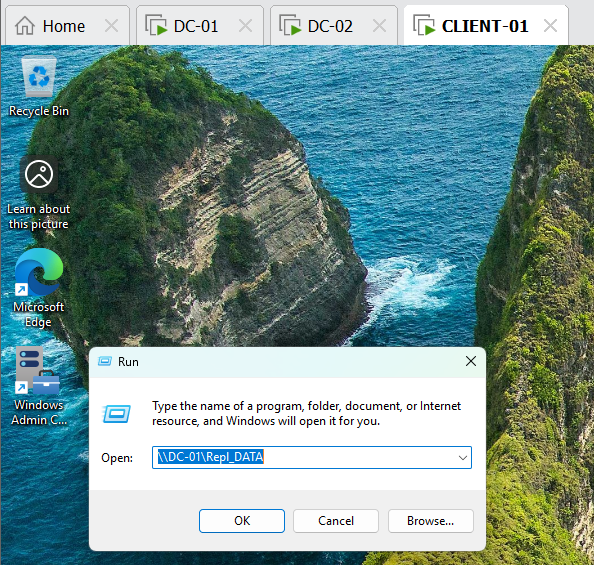 Home
DC-01
DC-02
CLIENT-01
Recycle Bin
Learn about
this picture
Microsoft
Edge
Windows
Admin C...
Run
Type the name of a program, folder, document, or Internet
resource, and Windows will open it for you.
Open:
\\DC-01\Repl_DATA
OK
Cancel
Browse...